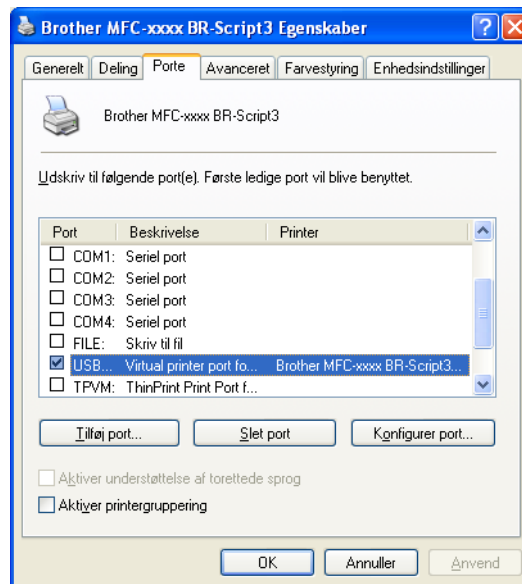 Brother MFC-xxxx BR-Script3 Egenskaber
Generelt Deling Porte Avanceret Farvestyring Enhedsindstillinger
Brother MFC-xxxx BR-Script3
Udskriv til følgende port(e). Første ledige port vil blive benyttet.
Port Beskrivelse Printer
COM1: Seriel port
COM2: Seriel port
COM3: Seriel port
COM4: Seriel port
FILE: Skriv til fil
USB... Virtual printer port fo... Brother MFC-xxxx BR-Script3...
TPVM: ThinPrint Print Port f...
Tilføj port... Slet port Konfigurer port...
Aktiver understøttelse af torettede sprog
Aktiver printergruppering
OK Annuller Anvend